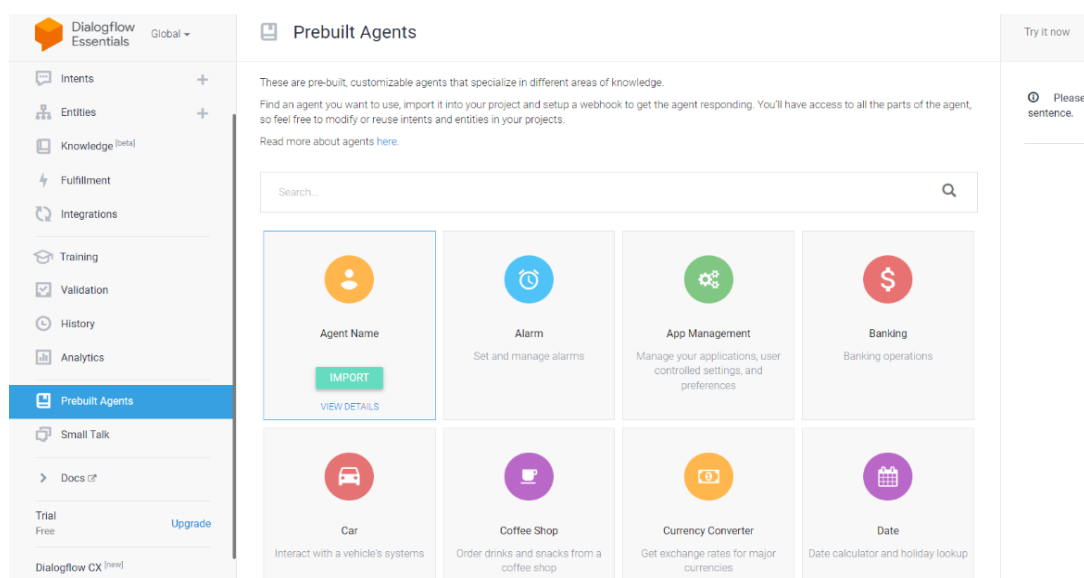 Dialogflow
Essentials
Global
Intents
Entities
Knowledge [beta]
Fulfillment
Integrations
Training
Validation
History
Analytics
Prebuilt Agents
Small Talk
Docs
Trial
Free
Upgrade
Dialogflow CX [new]
Prebuilt Agents
These are pre-built, customizable agents that specialize in different areas of knowledge.
Find an agent you want to use, import it into your project and setup a webhook to get the agent responding. You'll have access to all the parts of the agent,
so feel free to modify or reuse intents and entities in your projects.
Read more about agents here.
Search...
Agent Name
IMPORT
VIEW DETAILS
Alarm
Set and manage alarms
App Management
Manage your applications, user
controlled settings, and
preferences
Banking
Banking operations
Car
Interact with a vehicle's systems
Coffee Shop
Order drinks and snacks from a
coffee shop
Currency Converter
Get exchange rates for major
currencies
Date
Date calculator and holiday lookup
Try it now
Please
sentence.